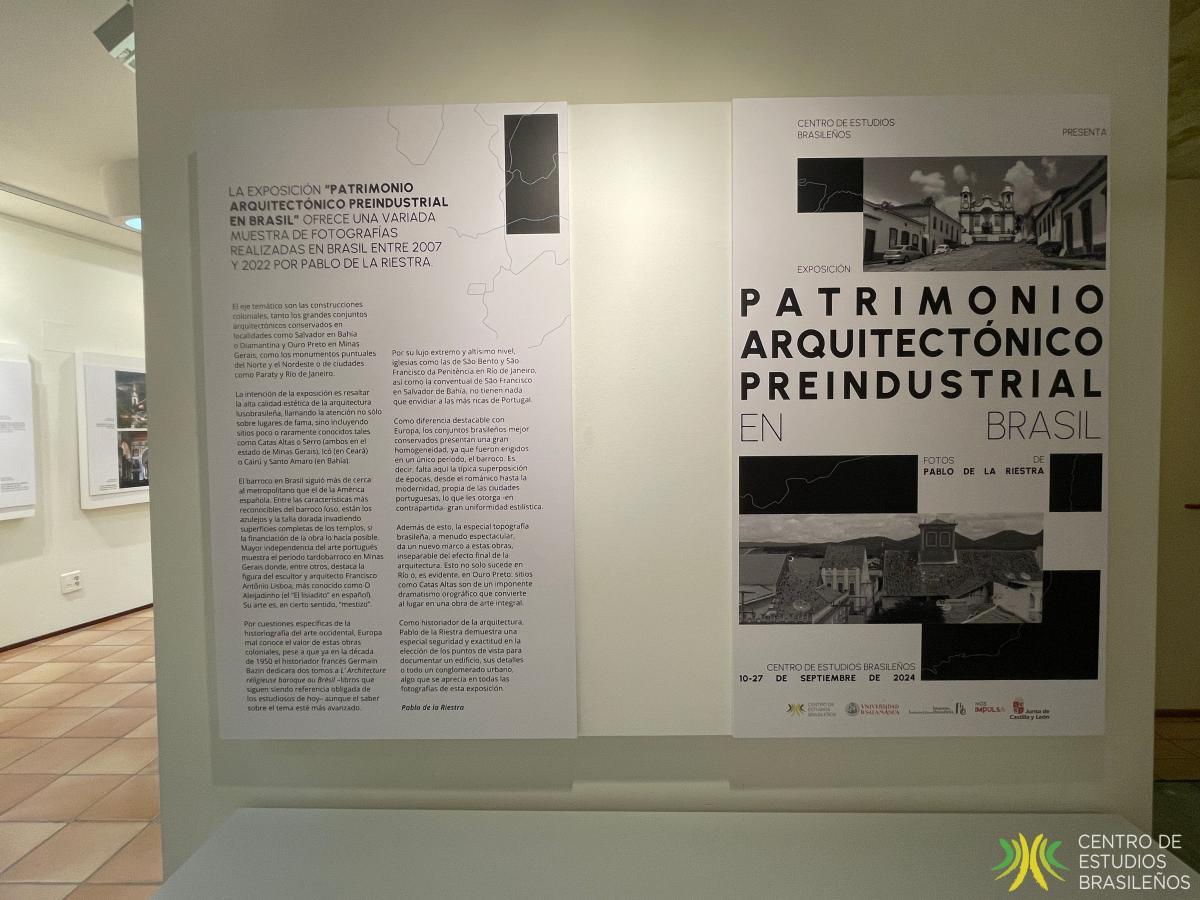 LA EXPOSICIÓN "PATRIMONIO
ARQUITECTÓNICO PREINDUSTRIAL
EN BRASIL" OFRECE UNA VARIADA
MUESTRA DE FOTOGRAFÍAS
REALIZADAS EN BRASIL ENTRE 2007
Y 2022 POR PABLO DE LA RIESTRA.
El eje temático son las construcciones
coloniales, tanto los grandes conjuntos
arquitectónicos conservados en
localidades como Salvador en Bahía
o Diamantina y Ouro Preto en Minas
Gerais, como los monumentos puntuales
del Norte y el Nordeste o de ciudades
como Paraty y Río de Janeiro.
La intención de la exposición es resaltar
la alta calidad estética de la arquitectura
lusobrasileña, llamando la atención no sólo
sobre lugares de fama, sino incluyendo
sitios poco o raramente conocidos tales
como Catas Altas o Serro (ambos en el
estado de Minas Gerais), Icó (en Ceará)
o Cairú y Santo Amaro (en Bahía).
El barroco en Brasil siguió más de cerca
al metropolitano que el de la América
española. Entre las características más
reconocibles del barroco luso, están los
azulejos y la talla dorada invadiendo
superficies completas de los templos, si
la financiación de la obra lo hacía posible.
Mayor independencia del arte portugués
muestra el período tardobarroco en Minas
Gerais donde, entre otros, destaca la
figura del escultor y arquitecto Francisco
Antônio Lisboa, más conocido como O
Aleijadinho (el "El lisiadito" en español).
Su arte es, en cierto sentido, "mestizo".
Por cuestiones específicas de la
historiografía del arte occidental, Europa
mal conoce el valor de estas obras
coloniales, pese a que ya en la década
de 1950 el historiador francés Germain
Bazin dedicara dos tomos a L' Architecture
réligieuse baroque au Brésil –libros que
siguen siendo referencia obligada de
los estudiosos de hoy– aunque el saber
sobre el tema esté más avanzado.
Por su lujo extremo y altísimo nivel,
iglesias como las de São Bento y São
Francisco da Penitência en Río de Janeiro,
así como la conventual de São Francisco
en Salvador de Bahía, no tienen nada
que envidiar a las más ricas de Portugal.
Como diferencia destacable con
Europa, los conjuntos brasileños mejor
conservados presentan una gran
homogeneidad, ya que fueron erigidos
en un único período, el barroco. Es
decir, falta aquí la típica superposición
de épocas, desde el románico hasta la
modernidad, propia de las ciudades
portuguesas, lo que les otorga -en
contrapartida- gran uniformidad estilística.
Además de esto, la especial topografía
brasileña, a menudo espectacular,
da un nuevo marco a estas obras,
inseparable del efecto final de la
arquitectura. Esto no solo sucede en
Río o, es evidente, en Ouro Preto: sitios
como Catas Altas son de un imponente
dramatismo orográfico que convierte
al lugar en una obra de arte integral.
Como historiador de la arquitectura,
Pablo de la Riestra demuestra una
especial seguridad y exactitud en la
elección de los puntos de vista para
documentar un edificio, sus detalles
o todo un conglomerado urbano,
algo que se aprecia en todas las
fotografías de esta exposición.
Pablo de la Riestra
CENTRO DE ESTUDIOS
BRASILEÑOS
PRESENTA
EXPOSICIÓN
PATRIMONIO
ARQUITECTÓNICO
PREINDUSTRIAL
EN BRASIL
FOTOS DE
PABLO DE LA RIESTRA
CENTRO DE ESTUDIOS BRASILEÑOS
10-27 DE SEPTIEMBRE DE 2024
CENTRO DE
ESTUDIOS
BRASILEÑOS
UNIVERSIDAD
DE SALAMANCA
NOS
IMPULSA
Junta de
Castilla y León
CENTRO DE
ESTUDIOS
BRASILEÑOS